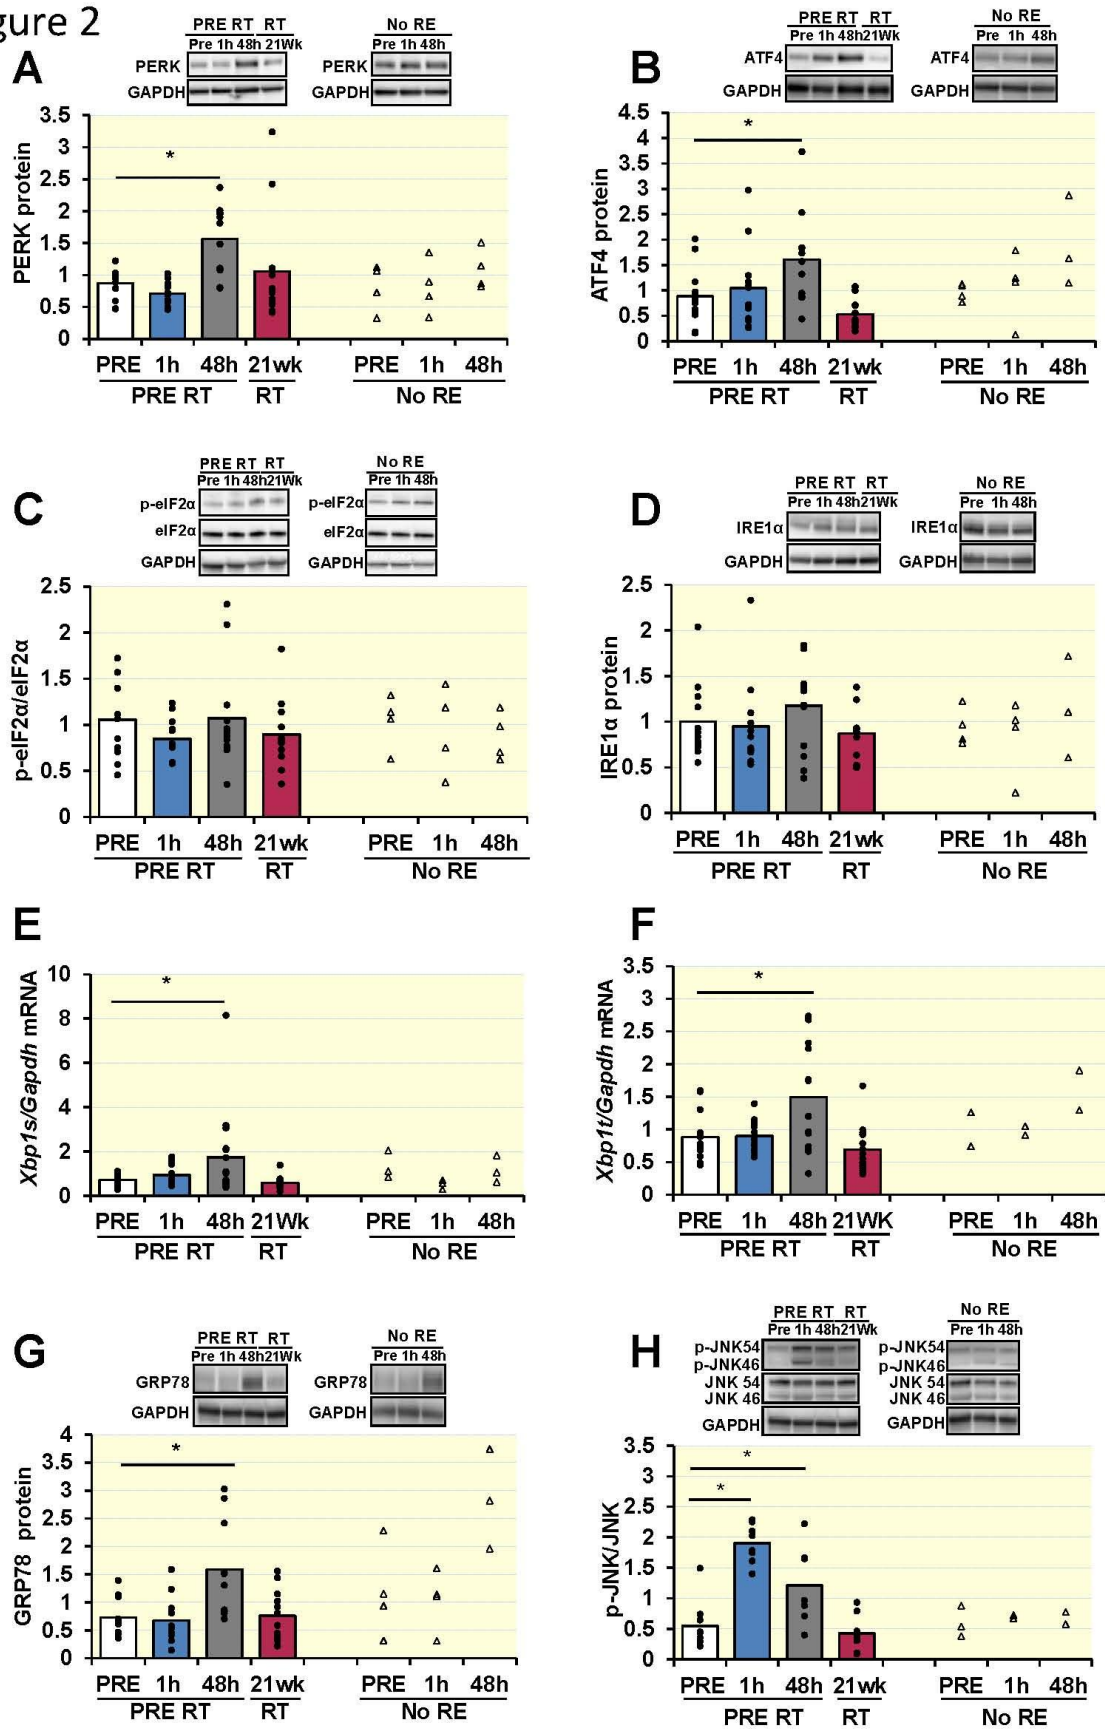 gure 2
A
PRE RT RT
Pre 1h 48h 21Wk
PERK
GAPDH
No RE
Pre 1h 48h
PERK
GAPDH
PERK protein
3.5
3
2.5
2
1.5
1
0.5
0
*
PRE 1h 48h 21wk PRE 1h 48h
PRE RT RT No RE
B
PRE RT RT
Pre 1h 48h 21Wk
ATF4
GAPDH
No RE
Pre 1h 48h
ATF4
GAPDH
ATF4 protein
4.5
4
3.5
3
2.5
2
1.5
1
0.5
0
*
PRE 1h 48h 21wk PRE 1h 48h
PRE RT RT No RE
C
PRE RT RT
Pre 1h 48h 21Wk
p-eIF2α
eIF2α
GAPDH
No RE
Pre 1h 48h
p-eIF2α
eIF2α
GAPDH
p-eIF2α/eIF2α
2.5
2
1.5
1
0.5
0
PRE 1h 48h 21wk PRE 1h 48h
PRE RT RT No RE
D
PRE RT RT
Pre 1h 48h 21Wk
IRE1α
GAPDH
No RE
Pre 1h 48h
IRE1α
GAPDH
IRE1α protein
2.5
2
1.5
1
0.5
0
PRE 1h 48h 21wk PRE 1h 48h
PRE RT RT No RE
E
Xbp1s/Gapdh mRNA
10
8
6
4
2
0
*
PRE 1h 48h 21Wk PRE 1h 48h
PRE RT RT No RE
F
Xbp1t/Gapdh mRNA
3.5
3
2.5
2
1.5
1
0.5
0
*
PRE 1h 48h 21WK PRE 1h 48h
PRE RT RT No RE
G
PRE RT RT
Pre 1h 48h 21Wk
GRP78
GAPDH
No RE
Pre 1h 48h
GRP78
GAPDH
GRP78 protein
4
3.5
3
2.5
2
1.5
1
0.5
0
*
PRE 1h 48h 21wk PRE 1h 48h
PRE RT RT No RE
H
PRE RT RT
Pre 1h 48h 21Wk
p-JNK54
p-JNK46
JNK 54
JNK 46
GAPDH
No RE
Pre 1h 48h
p-JNK54
p-JNK46
JNK 54
JNK 46
GAPDH
p-JNK/JNK
3.5
3
2.5
2
1.5
1
0.5
0
*
*
PRE 1h 48h 21wk PRE 1h 48h
PRE RT RT No RE